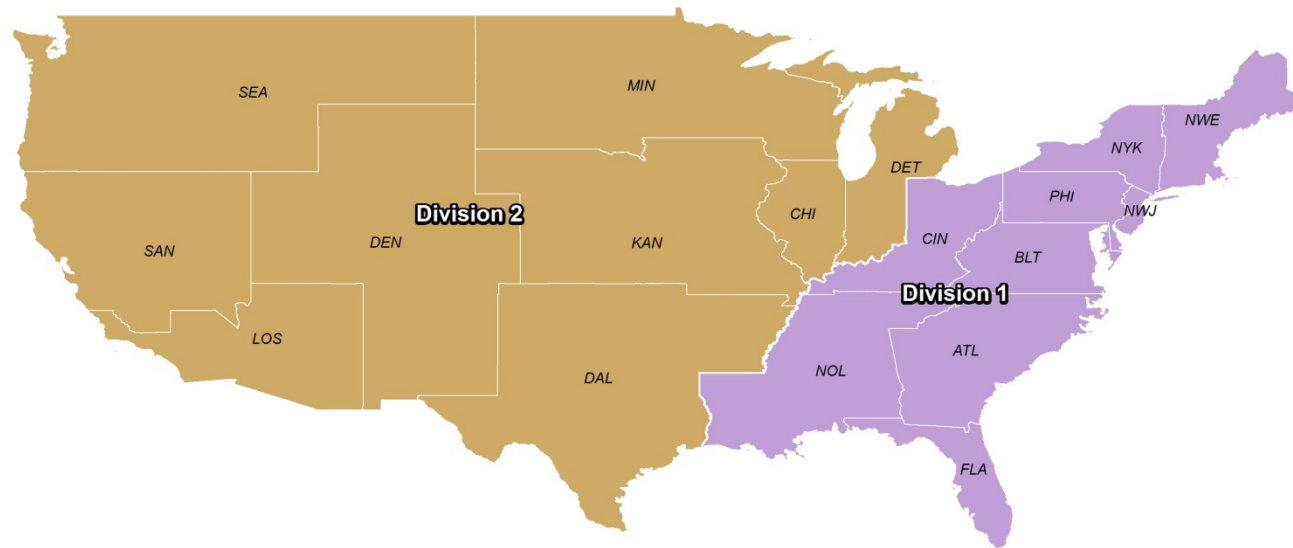 SEA
MIN
NWE
NYK
DET
PHI
CHI
NWJ
Division 2
CIN
DEN
KAN
SAN
BLT
Division 1
LOS
ATL
NOL
DAL
FLA